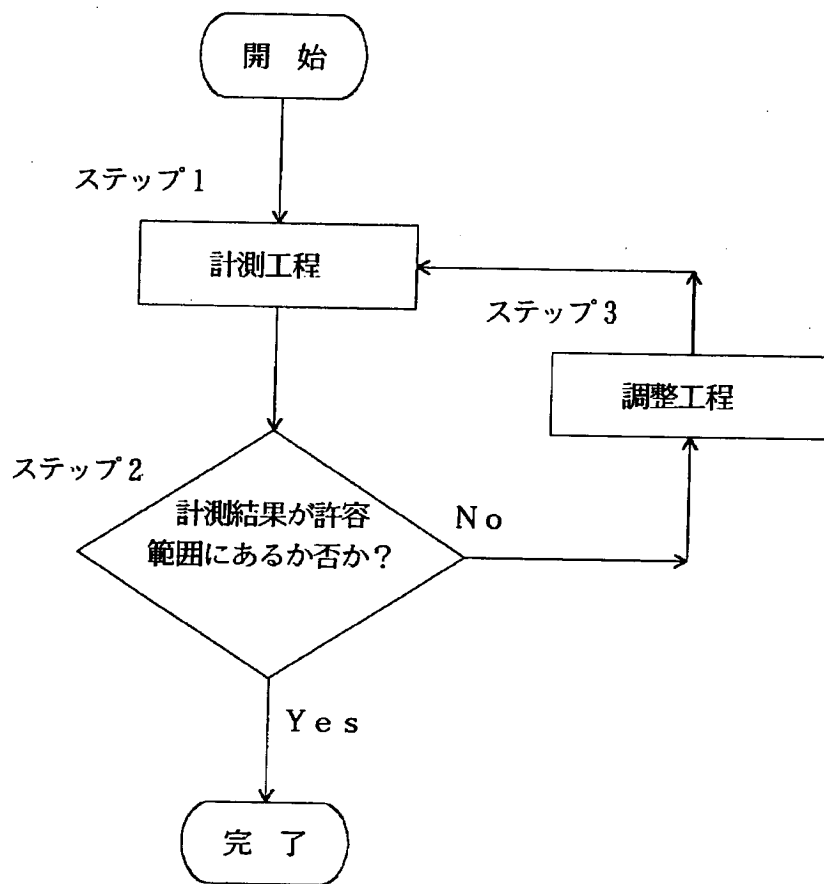 開 始
ステップ1
計測工程
ステップ3
調整工程
ステップ2
計測結果が許容
範囲にあるか否か？
No
Yes
完 了